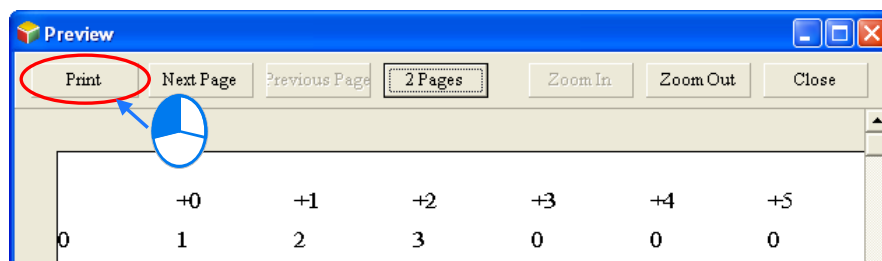 Preview
Print Next Page Previous Page 2 Pages Zoom In Zoom Out Close
+0 +1 +2 +3 +4 +5
0 1 2 3 0 0 0